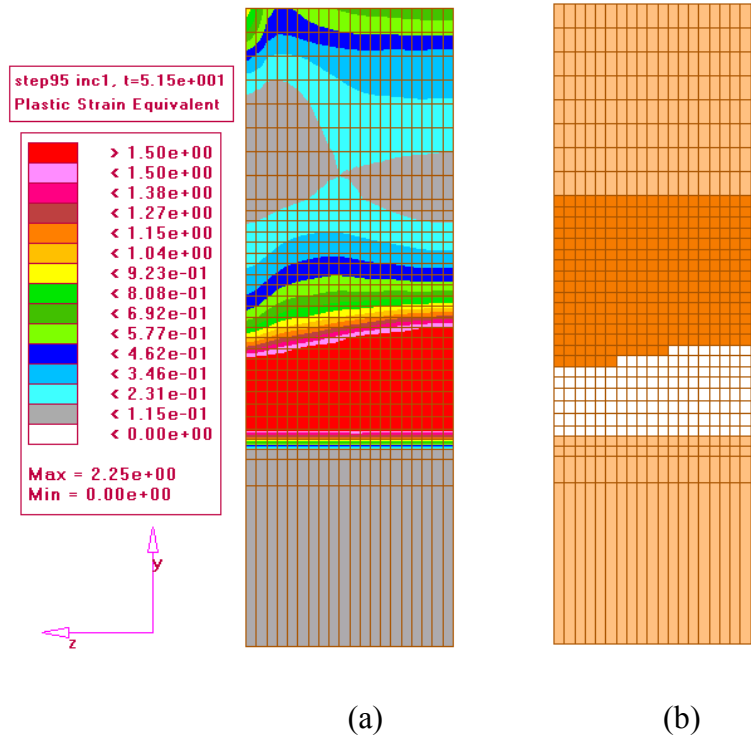 step95 inc1, t=5.15e+001
Plastic Strain Equivalent
> 1.50e+00
< 1.50e+00
< 1.38e+00
< 1.27e+00
< 1.15e+00
< 1.04e+00
< 9.23e-01
< 8.08e-01
< 6.92e-01
< 5.77e-01
< 4.62e-01
< 3.46e-01
< 2.31e-01
< 1.15e-01
< 0.00e+00
Max = 2.25e+00
Min = 0.00e+00
y
z
(a)
(b)